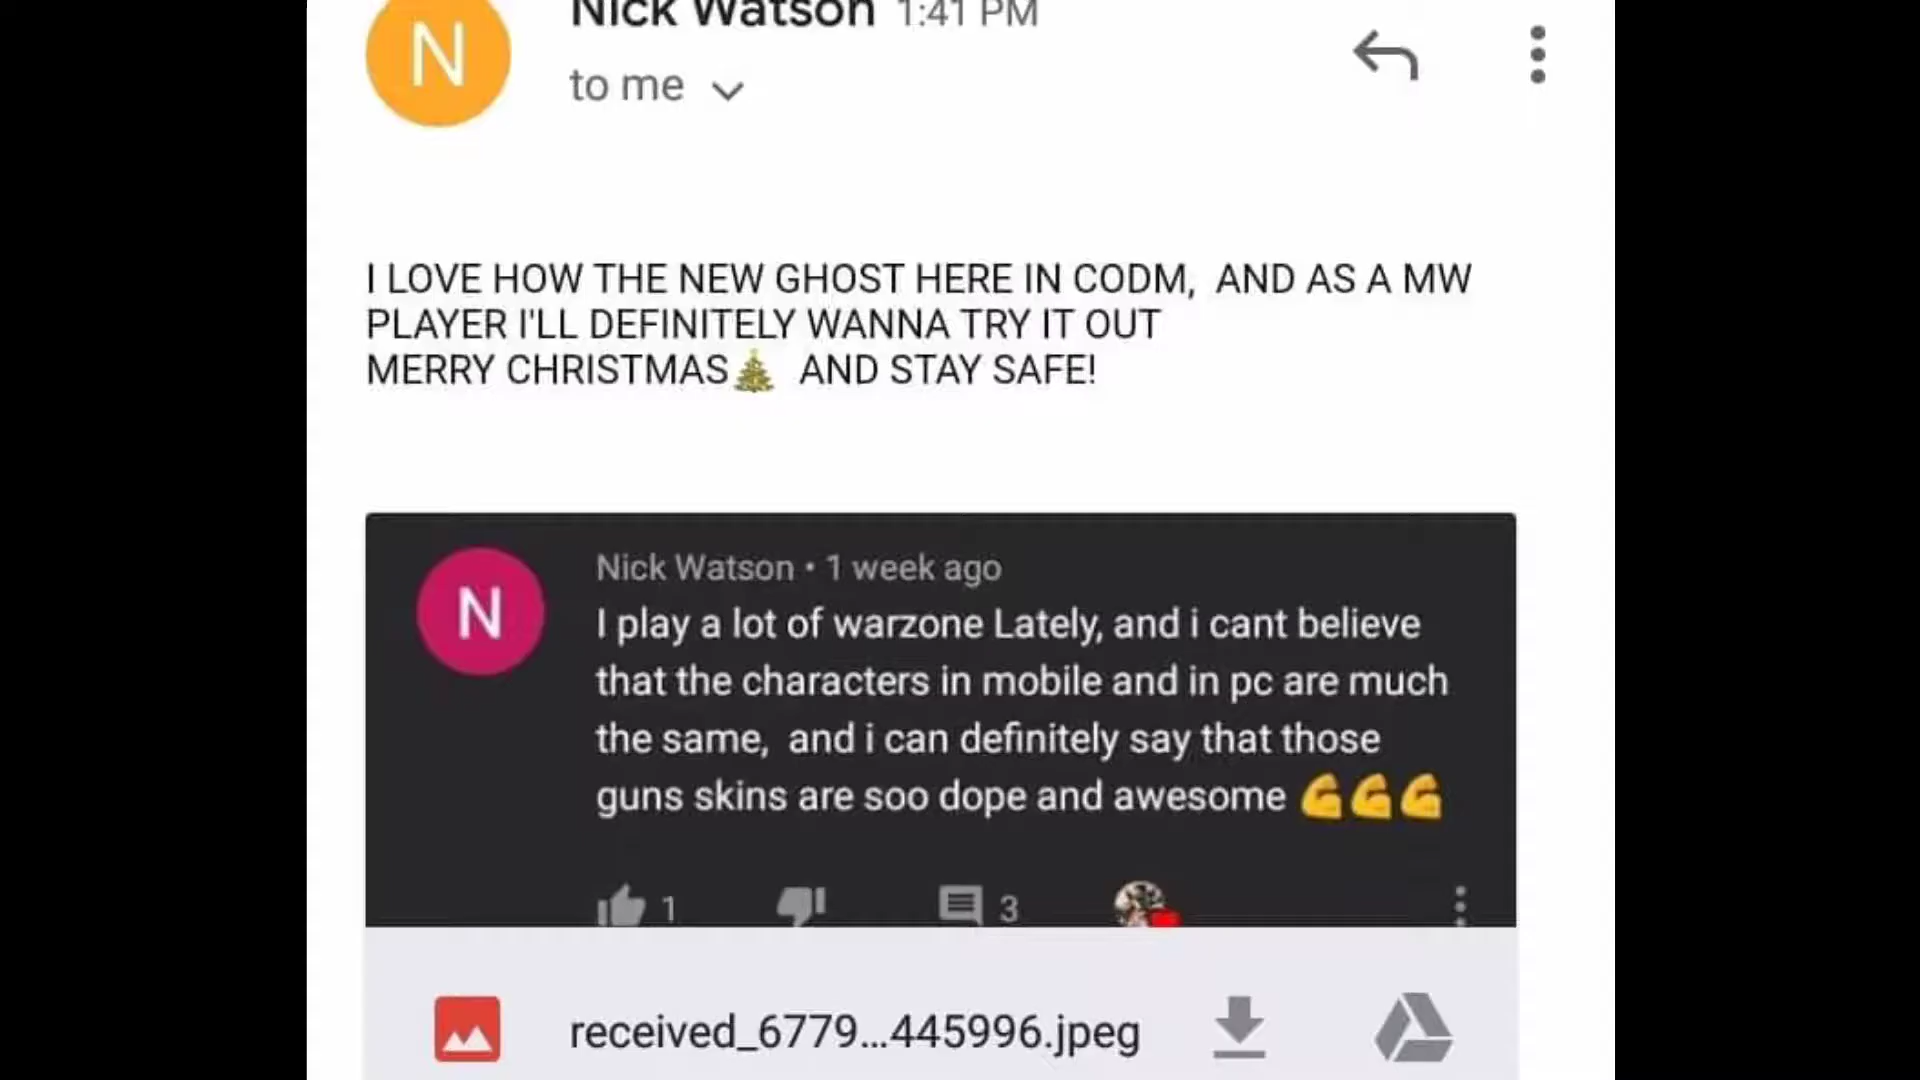 N
Nick Watson 1:41 PM
to me
I LOVE HOW THE NEW GHOST HERE IN CODM,  AND AS A MW
PLAYER I'LL DEFINITELY WANNA TRY IT OUT
MERRY CHRISTMAS🎄 AND STAY SAFE!
N
Nick Watson • 1 week ago
I play a lot of warzone Lately, and i cant believe
that the characters in mobile and in pc are much
the same,  and i can definitely say that those
guns skins are soo dope and awesome 💪💪💪
1
3
received_6779...445996.jpeg